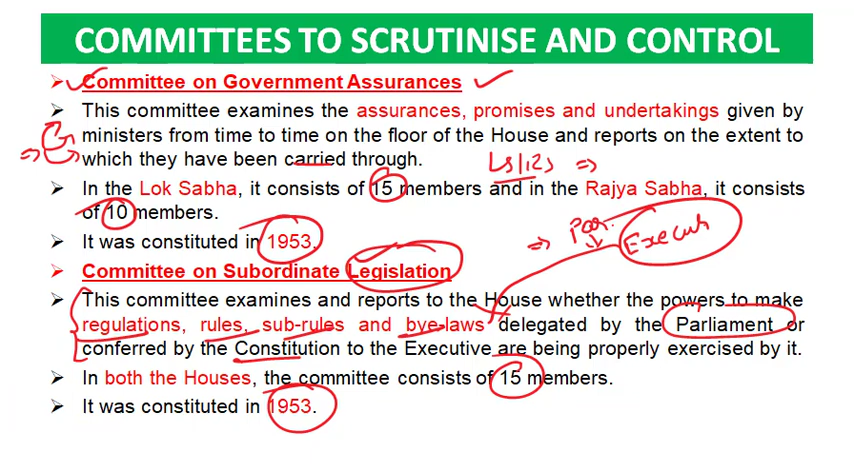 COMMITTEES TO SCRUTINISE AND CONTROL
➢ Committee on Government Assurances
➢ This committee examines the assurances, promises and undertakings given by
ministers from time to time on the floor of the House and reports on the extent to
which they have been carried through.
LS/RS ⇒
➢ In the Lok Sabha, it consists of 15 members and in the Rajya Sabha, it consists
of 10 members.
⇒ Par.
Execut
➢ It was constituted in 1953.
➢ Committee on Subordinate Legislation
➢ This committee examines and reports to the House whether the powers to make
regulations, rules, sub-rules and bye-laws delegated by the Parliament or
conferred by the Constitution to the Executive are being properly exercised by it.
➢ In both the Houses, the committee consists of 15 members.
➢ It was constituted in 1953.